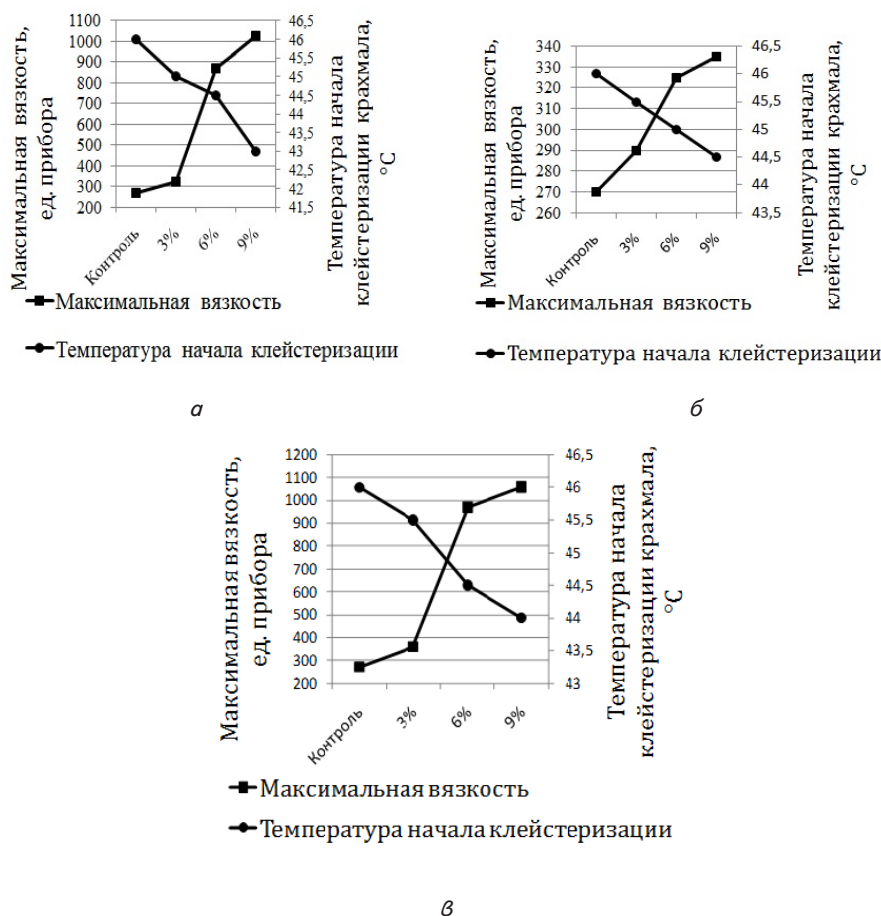 Максимальная вязкость,
ед. прибора
1100
1000
900
800
700
600
500
400
300
200
46,5
46
45,5
45
44,5
44
43,5
43
42,5
42
41,5
Температура начала
клейстеризации крахмала,
°C
Контроль
3%
6%
9%
Максимальная вязкость
Температура начала клейстеризации
а
Максимальная вязкость,
ед. прибора
340
330
320
310
300
290
280
270
260
46,5
46
45,5
45
44,5
44
43,5
Температура начала
клейстеризации крахмала,
°C
Контроль
3%
6%
9%
Максимальная вязкость
Температура начала клейстеризации
б
Максимальная вязкость,
ед. прибора
1200
1100
1000
900
800
700
600
500
400
300
200
46,5
46
45,5
45
44,5
44
43,5
43
Температура начала
клейстеризации крахмала,
°C
Контроль
3%
6%
9%
Максимальная вязкость
Температура начала клейстеризации
в